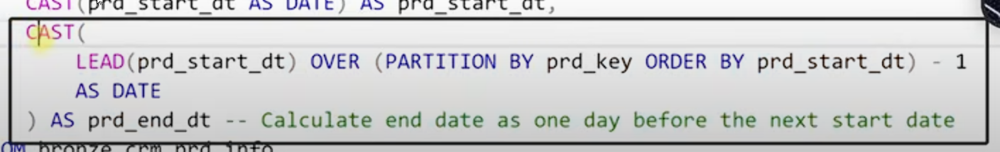 CAST(prd_start_dt AS DATE) AS prd_start_dt,
CAST(
LEAD(prd_start_dt) OVER (PARTITION BY prd_key ORDER BY prd_start_dt) - 1
AS DATE
) AS prd_end_dt -- Calculate end date as one day before the next start date
OM bronze.crm_prd_info